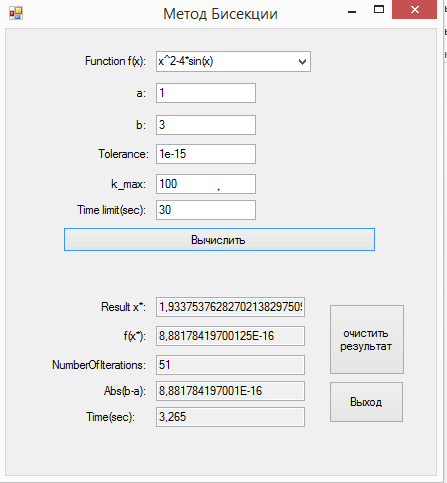 Метод Бисекции
Function f(x): x^2-4*sin(x)
a: 1
b: 3
Tolerance: 1e-15
k_max: 100
Time limit(sec): 30
Вычислить
Result x*: 1,93375376282702138297509
f(x*): 8,88178419700125E-16
NumberOfIterations: 51
Abs(b-a): 8,881784197001E-16
Time(sec): 3,265
очистить
результат
Выход